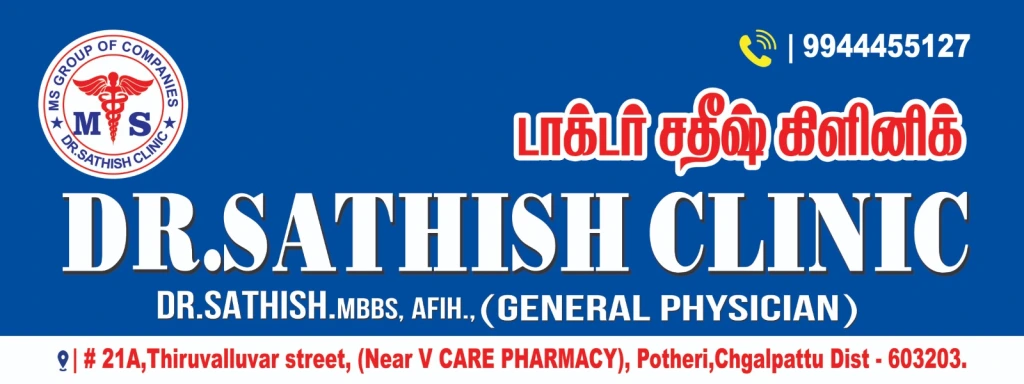 MS GROUP OF COMPANIES
MS
DR.SATHISH CLINIC
| 9944455127
டாக்டர் சதீஷ் கிளினிக்
DR.SATHISH CLINIC
DR.SATHISH.MBBS, AFIH., (GENERAL PHYSICIAN)
| # 21A,Thiruvalluvar street, (Near V CARE PHARMACY), Potheri,Chgalpattu Dist - 603203.